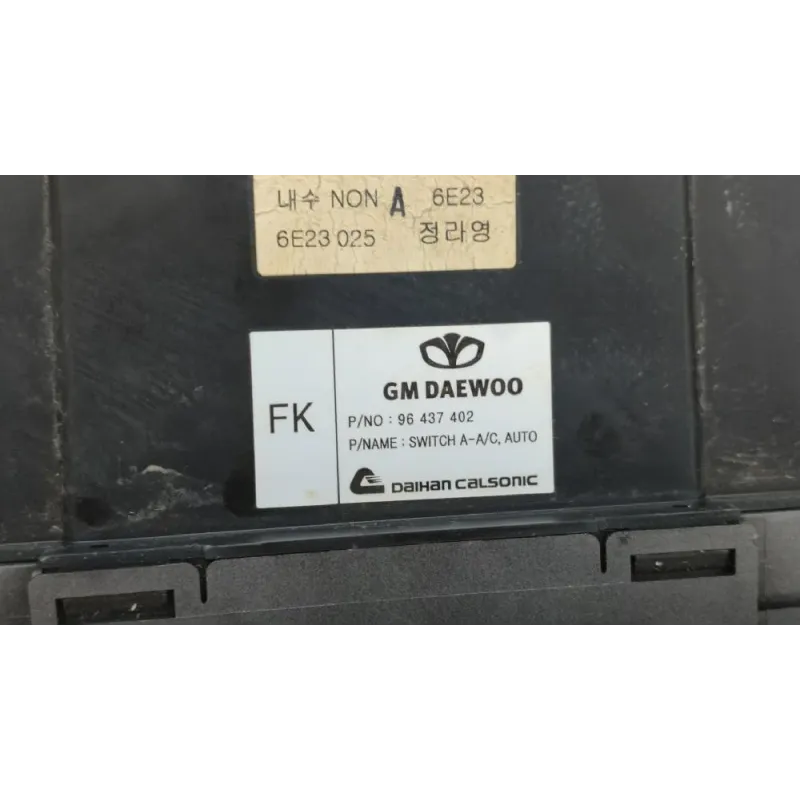 내수 NON A 6E23
6E23 025 정라영
GM DAEWOO
FK
P/NO : 96 437 402
P/NAME : SWITCH A-A/C, AUTO
DAIHAN CALSONIC